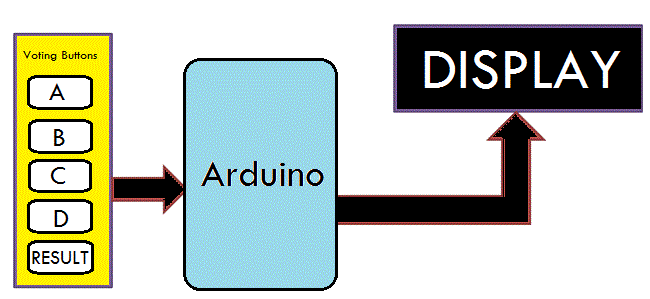 Voting Buttons
A
B
C
D
RESULT
Arduino
DISPLAY